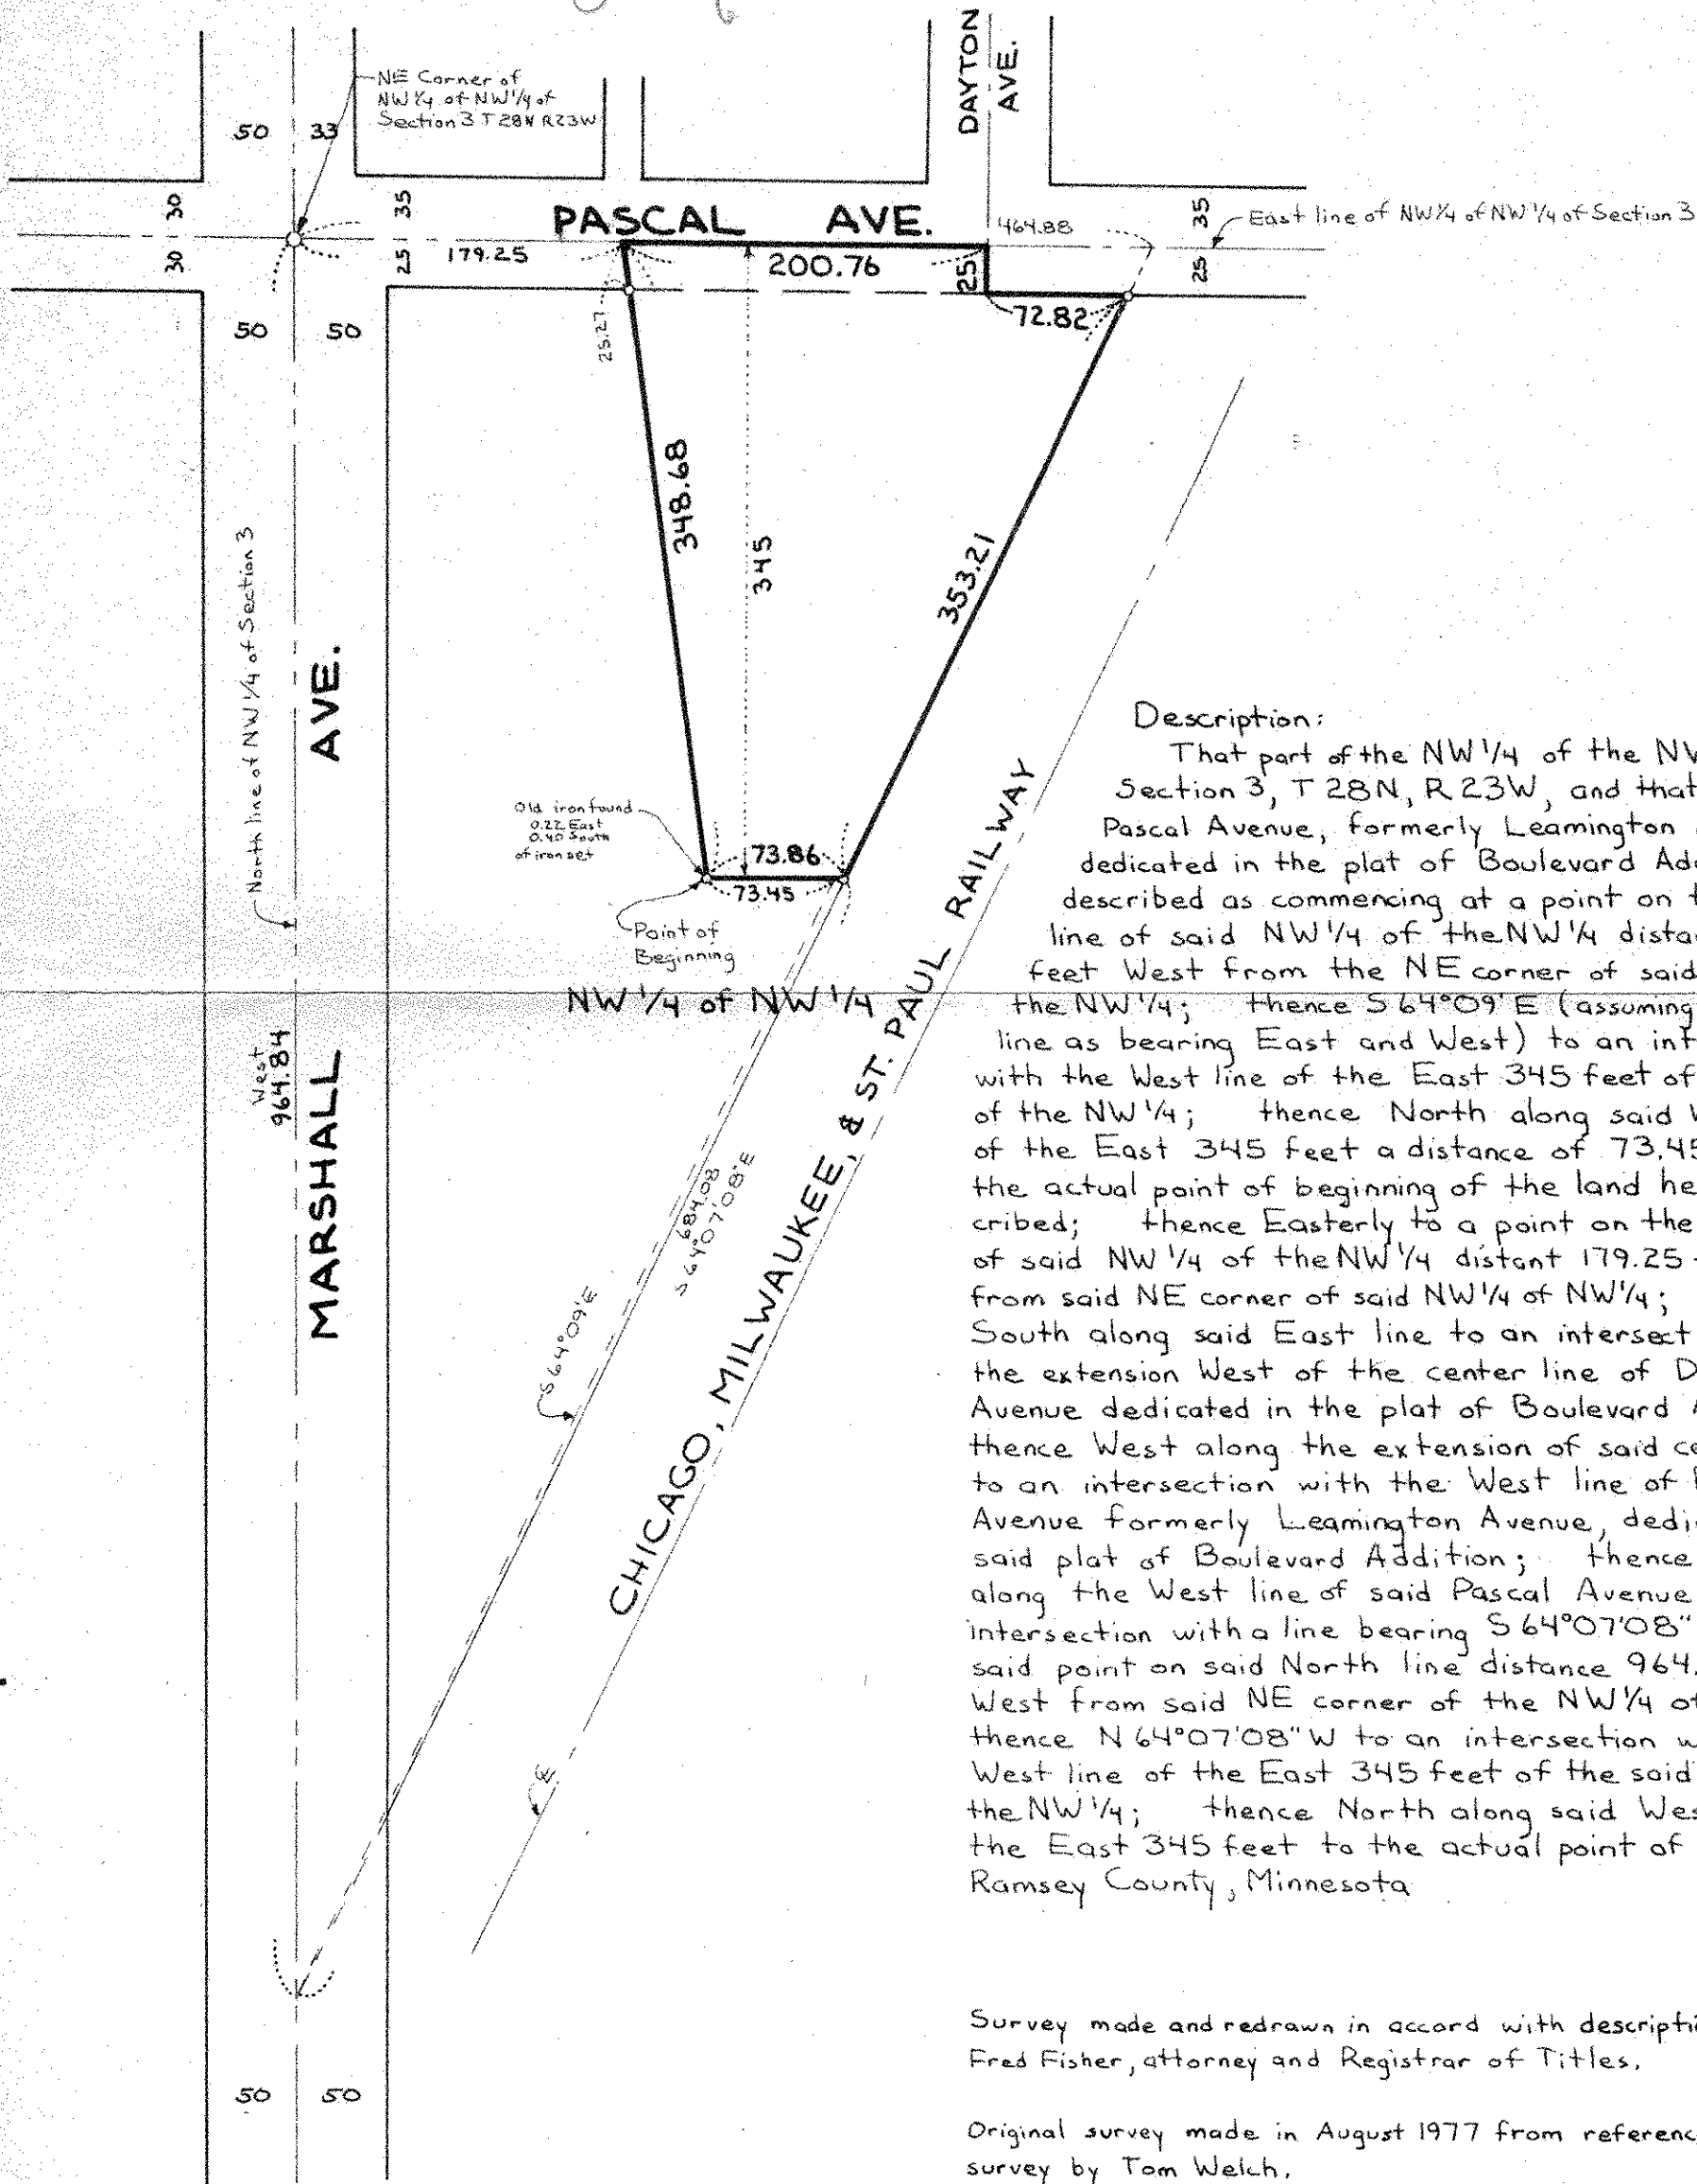 DAYTON
AVE.
NE Corner of
NW 1/4 of NW 1/4 of
Section 3 T 28N R23W
50
33
30
35
PASCAL AVE.
464.88
35
East line of NW 1/4 of NW 1/4 of Section 3
30
25
179.25
200.76
25
25
50
50
25.27
72.82
348.68
345
353.21
North line of NW 1/4 of Section 3
MARSHALL AVE.
Old iron found
0.22 East
0.40 South
of iron set
73.86
73.45
Point of
Beginning
NW 1/4 of NW 1/4
West
964.84
684.08
S 64°07'08"E
S 64°09'E
CHICAGO, MILWAUKEE, & ST. PAUL RAILWAY
50
50
Description:
That part of the NW 1/4 of the NW
Section 3, T 28N, R 23W, and that
Pascal Avenue, formerly Leamington
dedicated in the plat of Boulevard Ad
described as commencing at a point on
line of said NW 1/4 of the NW 1/4 dista
feet West from the NE corner of said
the NW 1/4; thence S 64°09' E (assuming
line as bearing East and West) to an int
with the West line of the East 345 feet of
of the NW 1/4; thence North along said
of the East 345 feet a distance of 73.45
the actual point of beginning of the land he
cribed; thence Easterly to a point on the
of said NW 1/4 of the NW 1/4 distant 179.25
from said NE corner of said NW 1/4 of NW 1/4;
South along said East line to an intersect
the extension West of the center line of D
Avenue dedicated in the plat of Boulevard
thence West along the extension of said ce
to an intersection with the West line of
Avenue formerly Leamington Avenue, dedi
said plat of Boulevard Addition; thence
along the West line of said Pascal Avenue
intersection with a line bearing S 64°07'08"
said point on said North line distance 964.
West from said NE corner of the NW 1/4 of
thence N 64°07'08" W to an intersection w
West line of the East 345 feet of the said
the NW 1/4; thence North along said Wes
the East 345 feet to the actual point of
Ramsey County, Minnesota
Survey made and redrawn in accord with descripti
Fred Fisher, attorney and Registrar of Titles.
Original survey made in August 1977 from referenc
survey by Tom Welch.